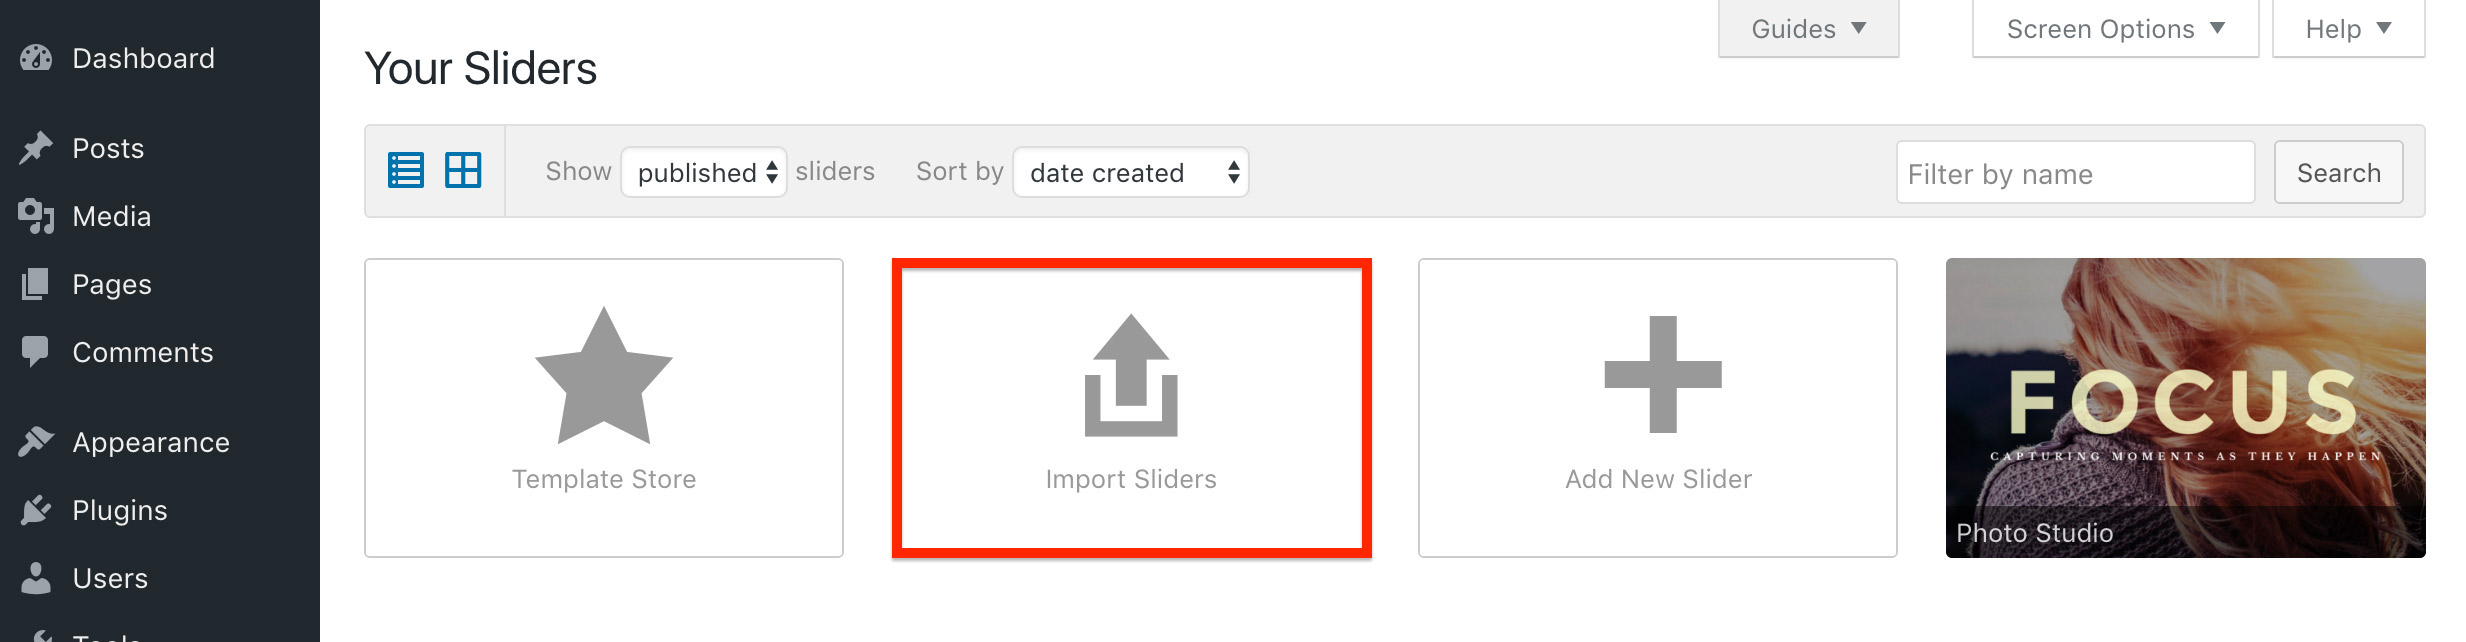 Dashboard
Posts
Media
Pages
Comments
Appearance
Plugins
Users
Tools
Guides
Screen Options
Help
Your Sliders
Show published sliders Sort by date created
Filter by name
Search
Template Store
Import Sliders
Add New Slider
FOCUS
CAPTURING MOMENTS AS THEY HAPPEN
Photo Studio